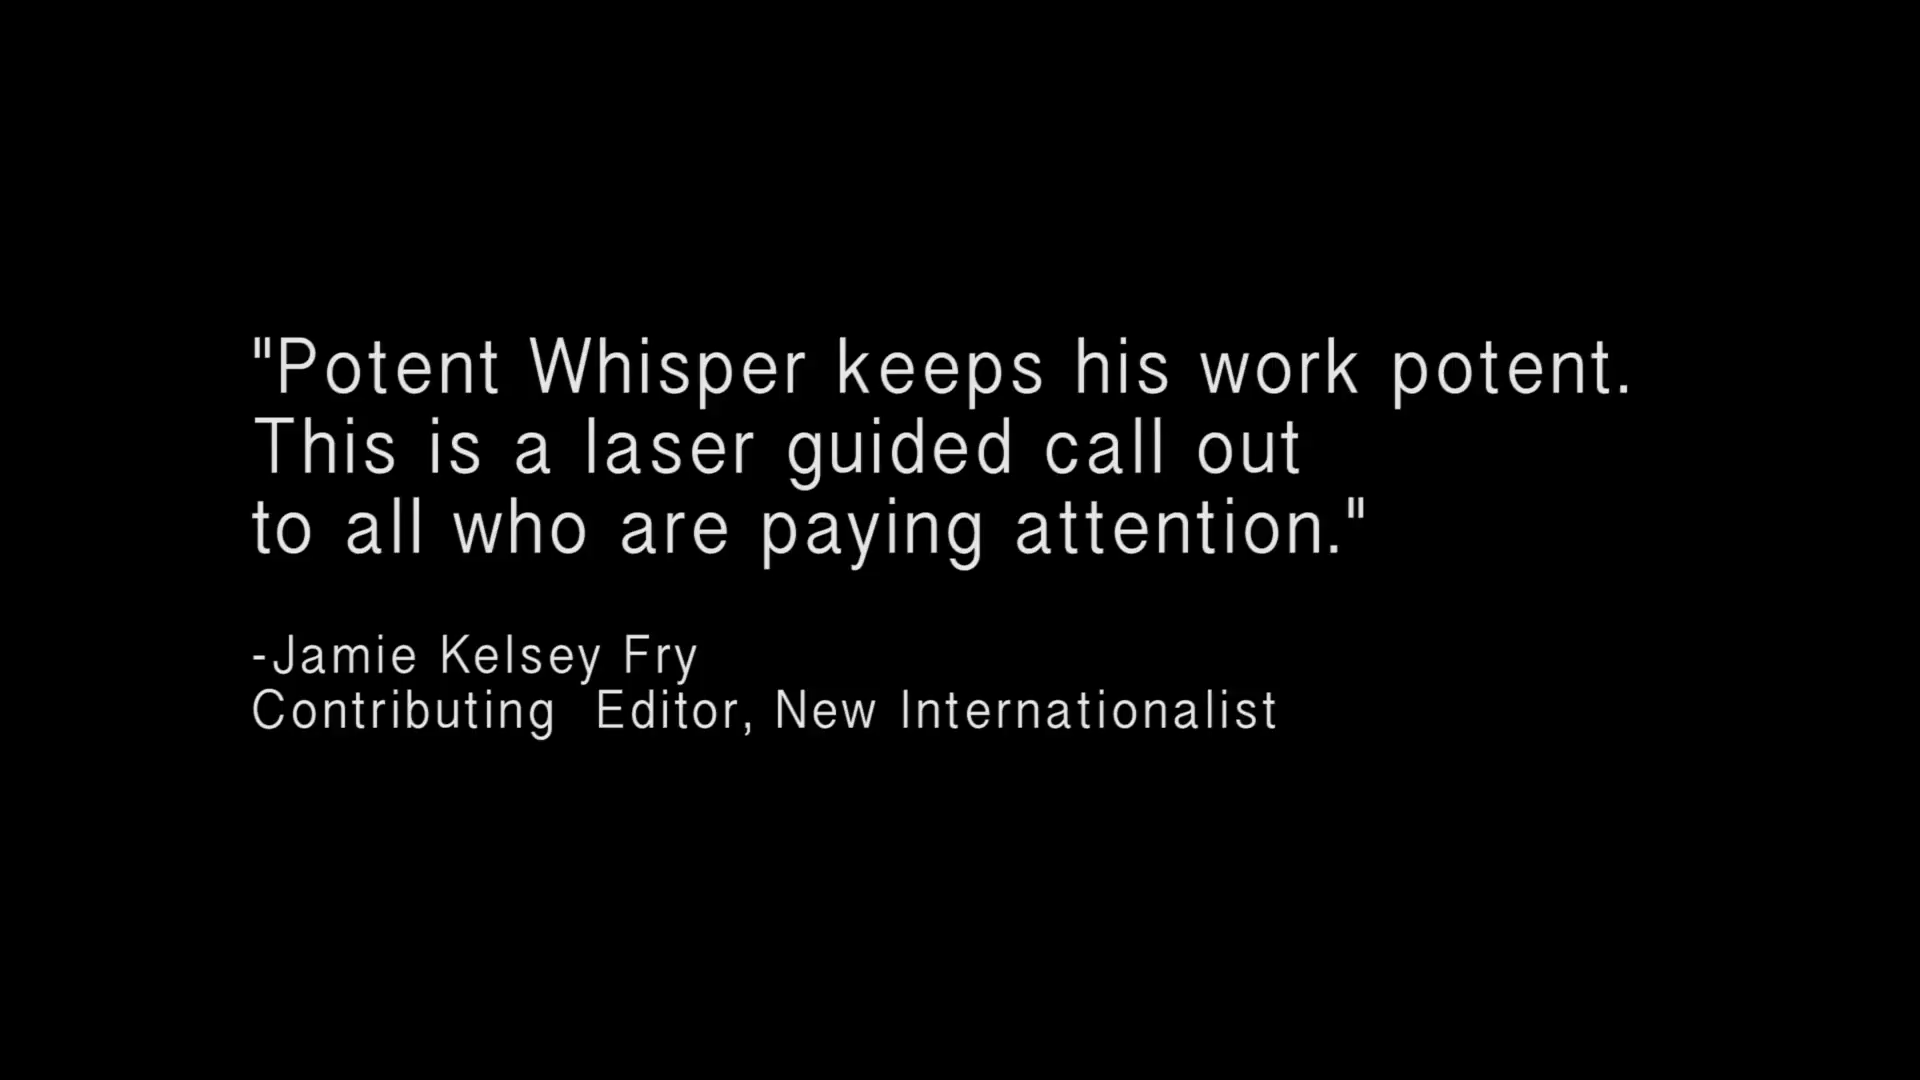 "Potent Whisper keeps his work potent.
This is a laser guided call out
to all who are paying attention."
-Jamie Kelsey Fry
Contributing  Editor, New Internationalist